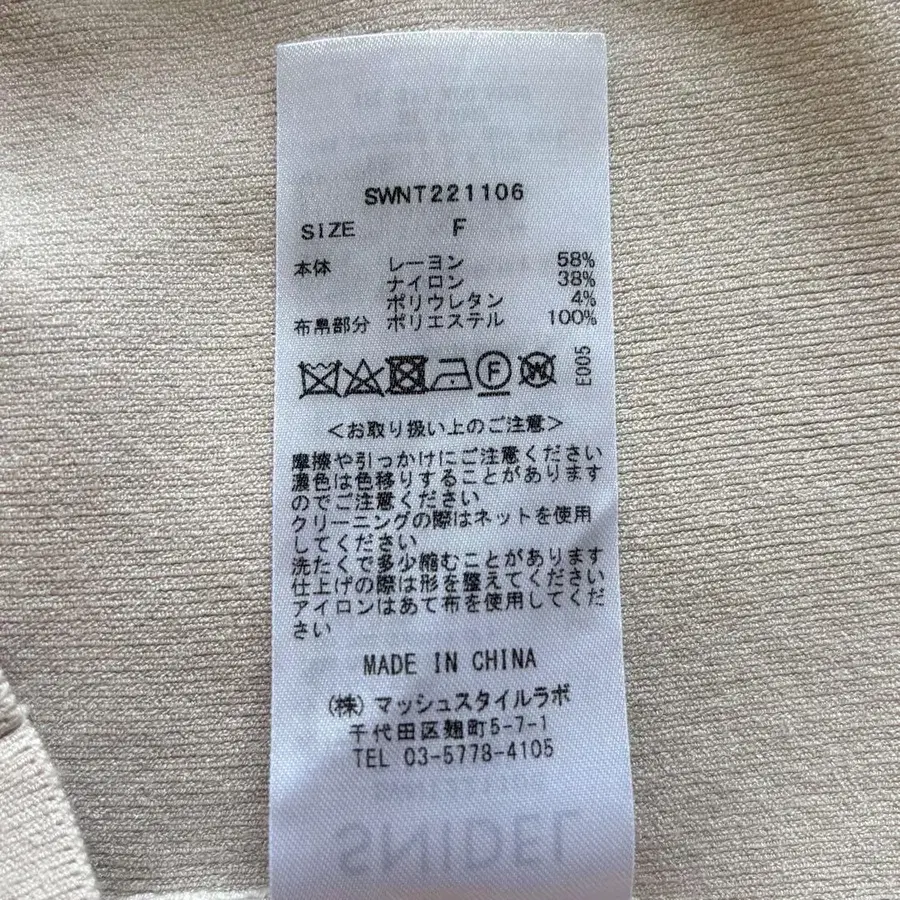 SWNT221106
SIZE F
本体 レーヨン 58%
ナイロン 38%
ポリウレタン 4%
布帛部分 ポリエステル 100%
F W E005
<お取り扱い上のご注意>
摩擦や引っかけにご注意ください
濃色は色移りすることがあります
のでご注意ください
クリーニングの際はネットを使用
してください
洗たくで多少縮むことがあります
仕上げの際は形を整えてください
アイロンはあて布を使用してくだ
さい
MADE IN CHINA
(株)マッシュスタイルラボ
千代田区麹町5-7-1
TEL 03-5778-4105
SNIDEL